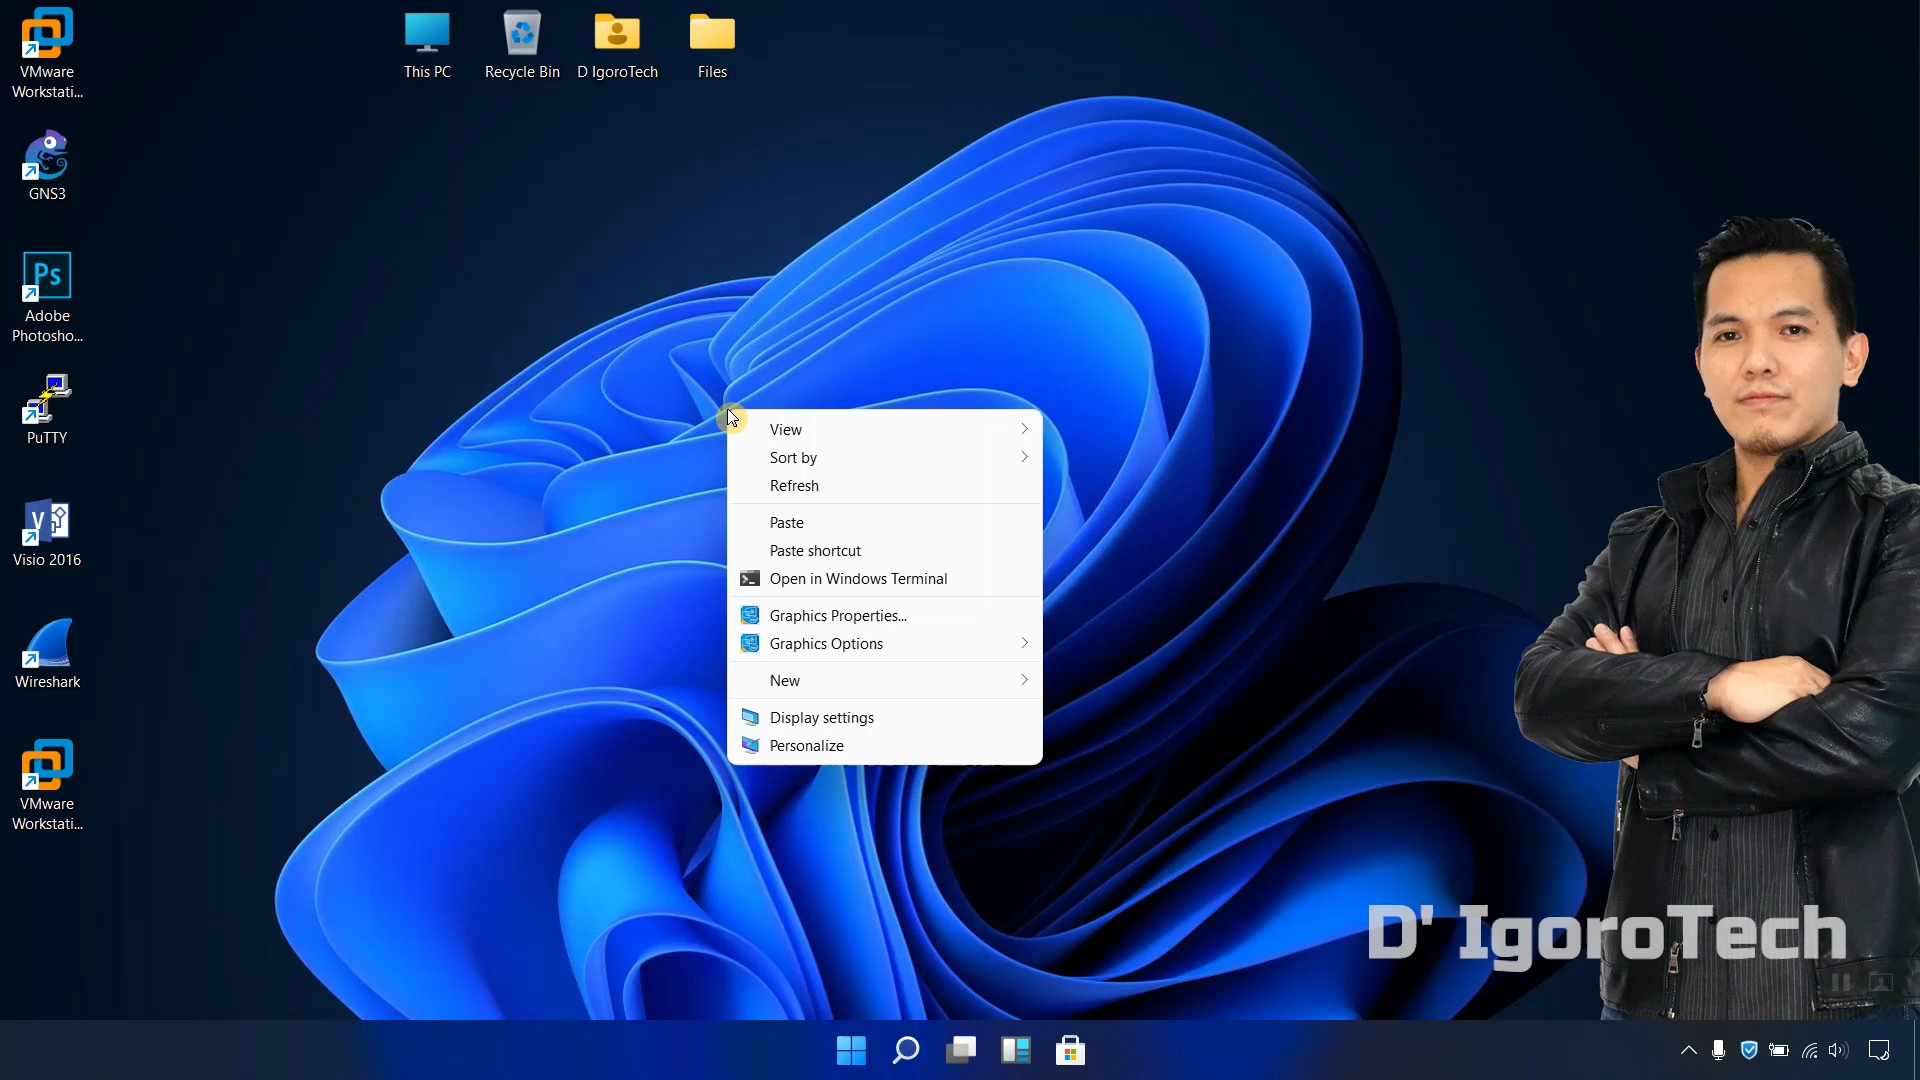 This PC
Recycle Bin
D IgoroTech
Files
VMware
Workstati...
GNS3
Ps
Adobe
Photosho...
PuTTY
V
Visio 2016
Wireshark
VMware
Workstati...
View
Sort by
Refresh
Paste
Paste shortcut
Open in Windows Terminal
Graphics Properties...
Graphics Options
New
Display settings
Personalize
D' IgoroTech